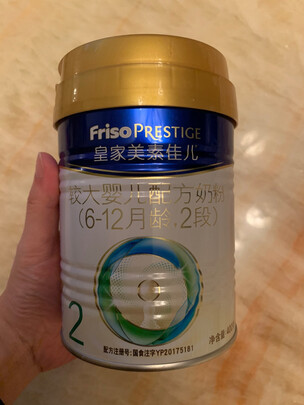 Friso PRESTIGE
皇家美素佳儿
较大婴儿配方奶粉
(6-12月龄,2段)
2
净含量
配方注册号:国食注字YP20175181